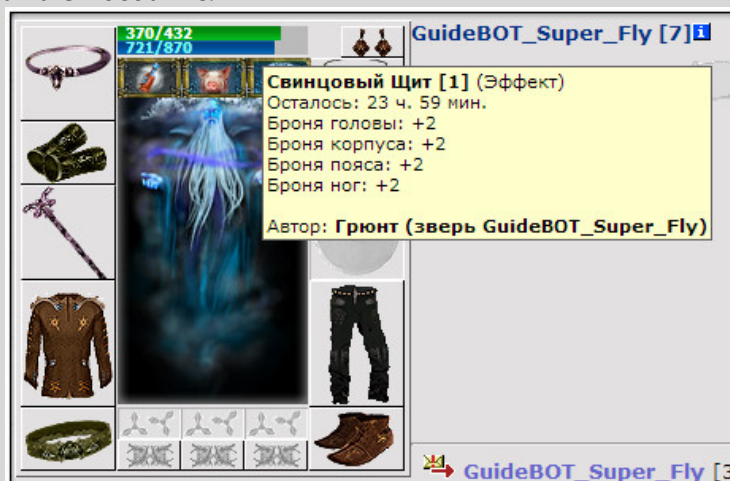 370/432
721/870
GuideBOT_Super_Fly [7]
Свинцовый Щит [1] (Эффект)
Осталось: 23 ч. 59 мин.
Броня головы: +2
Броня корпуса: +2
Броня пояса: +2
Броня ног: +2
Автор: Грюнт (зверь GuideBOT_Super_Fly)
GuideBOT_Super_Fly [3